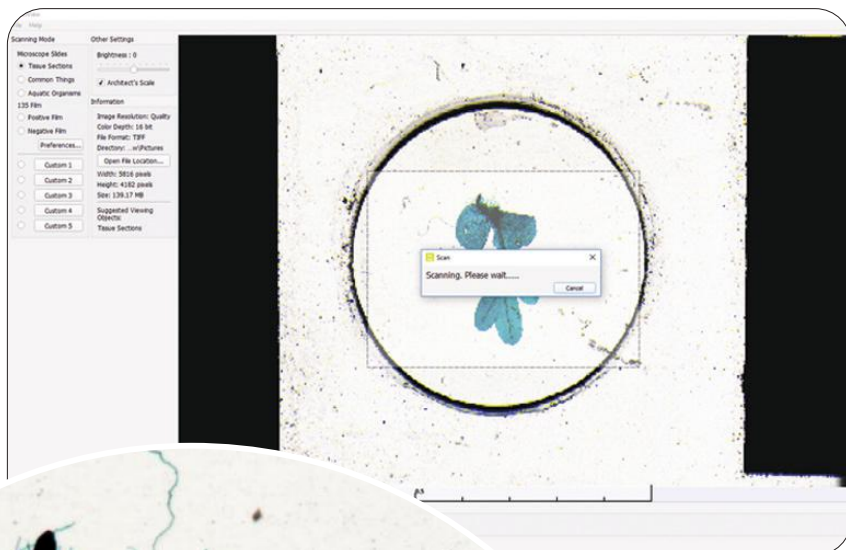 Help
Scanning Mode
Microscope Slides
Tissue Sections
Common Things
Aquatic Organisms
135 Film
Positive Film
Negative Film
Preferences...
Custom 1
Custom 2
Custom 3
Custom 4
Custom 5
Other Settings
Brightness : 0
Architect's Scale
Information
Image Resolution: Quality
Color Depth: 16 bit
File Format: TIFF
Directory: ...w\Pictures
Open File Location...
Width: 5816 pixels
Height: 4182 pixels
Size: 139.17 MB
Suggested Viewing
Objects:
Tissue Sections
Scan
Scanning. Please wait......
Cancel